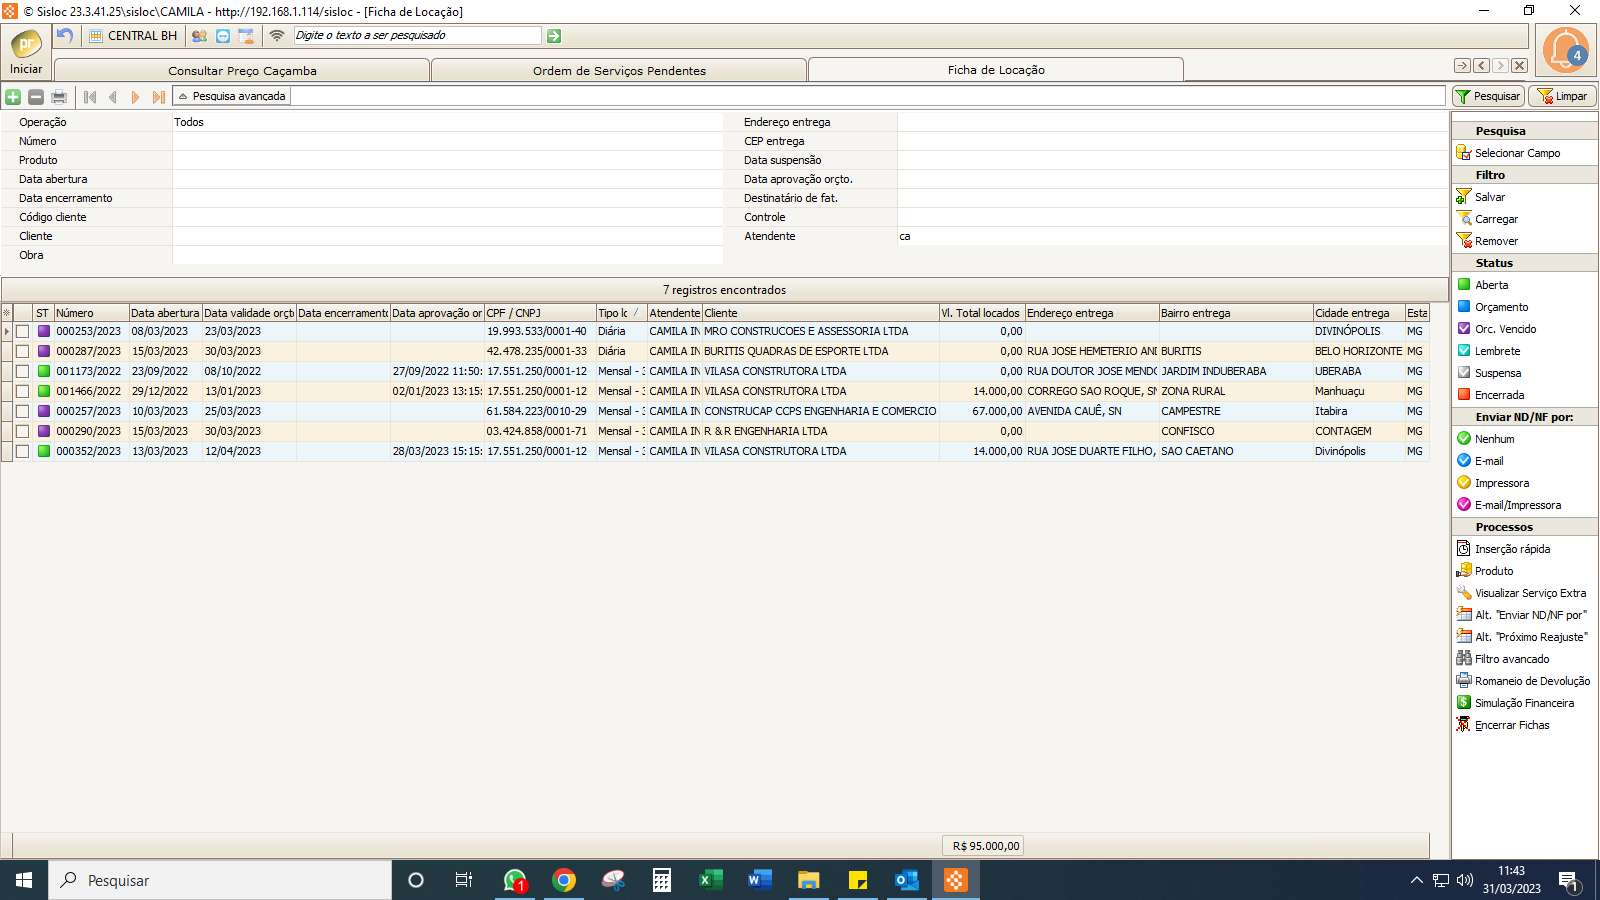 © Sisloc 23.3.41.25\sisloc\CAMILA - http://192.168.1.114/sisloc - [Ficha de Locação]
pr
Iniciar
CENTRAL BH
Digite o texto a ser pesquisado
4
Consultar Preço Caçamba
Ordem de Serviços Pendentes
Ficha de Locação
Pesquisa avançada
Pesquisar
Limpar
Operação Todos
Número
Produto
Data abertura
Data encerramento
Código cliente
Cliente
Obra
Endereço entrega
CEP entrega
Data suspensão
Data aprovação orçto.
Destinatário de fat.
Controle
Atendente ca
7 registros encontrados
ST Número Data abertura Data validade orçto Data encerramento Data aprovação or CPF / CNPJ Tipo lo Atendente Cliente Vl. Total locados Endereço entrega Bairro entrega Cidade entrega Esta
000253/2023 08/03/2023 23/03/2023 19.993.533/0001-40 Diária CAMILA IN MRO CONSTRUCOES E ASSESSORIA LTDA 0,00 DIVINÓPOLIS MG
000287/2023 15/03/2023 30/03/2023 42.478.235/0001-33 Diária CAMILA IN BURITIS QUADRAS DE ESPORTE LTDA 0,00 RUA JOSE HEMETERIO AND BURITIS BELO HORIZONTE MG
001173/2022 23/09/2022 08/10/2022 27/09/2022 11:50: 17.551.250/0001-12 Mensal - 3 CAMILA IN VILASA CONSTRUTORA LTDA 0,00 RUA DOUTOR JOSE MENDO JARDIM INDUBERABA UBERABA MG
001466/2022 29/12/2022 13/01/2023 02/01/2023 13:15: 17.551.250/0001-12 Mensal - 3 CAMILA IN VILASA CONSTRUTORA LTDA 14.000,00 CORREGO SAO ROQUE, SN ZONA RURAL Manhuaçu MG
000257/2023 10/03/2023 25/03/2023 61.584.223/0010-29 Mensal - 3 CAMILA IN CONSTRUCAP CCPS ENGENHARIA E COMERCIO 67.000,00 AVENIDA CAUÊ, SN CAMPESTRE Itabira MG
000290/2023 15/03/2023 30/03/2023 03.424.858/0001-71 Mensal - 3 CAMILA IN R & R ENGENHARIA LTDA 0,00 CONFISCO CONTAGEM MG
000352/2023 13/03/2023 12/04/2023 28/03/2023 15:15: 17.551.250/0001-12 Mensal - 3 CAMILA IN VILASA CONSTRUTORA LTDA 14.000,00 RUA JOSE DUARTE FILHO, SAO CAETANO Divinópolis MG
R$ 95.000,00
Pesquisa
Selecionar Campo
Filtro
Salvar
Carregar
Remover
Status
Aberta
Orçamento
Orc. Vencido
Lembrete
Suspensa
Encerrada
Enviar ND/NF por:
Nenhum
E-mail
Impressora
E-mail/Impressora
Processos
Inserção rápida
Produto
Visualizar Serviço Extra
Alt. "Enviar ND/NF por"
Alt. "Próximo Reajuste"
Filtro avancado
Romaneio de Devolução
Simulação Financeira
Encerrar Fichas
Pesquisar
1
11:43
31/03/2023
1